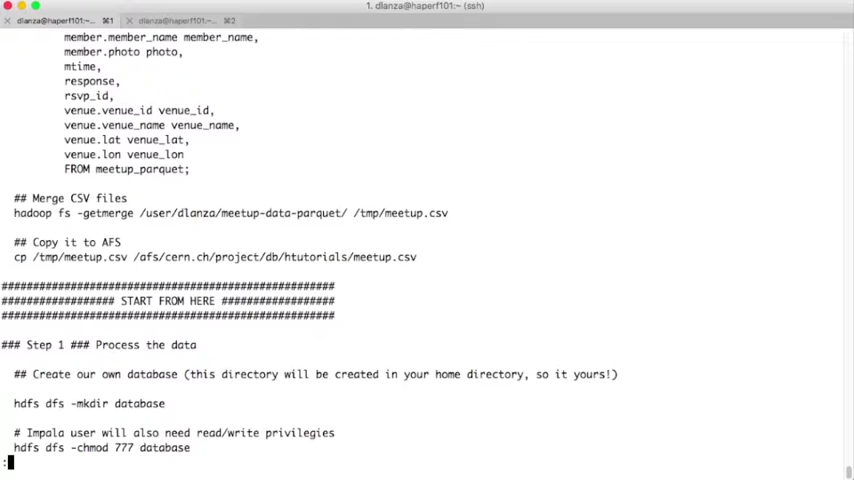 1. dlanza@haperf101:~ (ssh)
× dlanza@haperf101:~... ⌘1 × dlanza@haperf101:~... ⌘2
member.member_name member_name,
member.photo photo,
mtime,
response,
rsvp_id,
venue.venue_id venue_id,
venue.venue_name venue_name,
venue.lat venue_lat,
venue.lon venue_lon
FROM meetup_parquet;
## Merge CSV files
hadoop fs -getmerge /user/dlanza/meetup-data-parquet/ /tmp/meetup.csv
## Copy it to AFS
cp /tmp/meetup.csv /afs/cern.ch/project/db/htutorials/meetup.csv
#####################################################
################## START FROM HERE ##################
#####################################################
### Step 1 ### Process the data
## Create our own database (this directory will be created in your home directory, so it yours!)
hdfs dfs -mkdir database
# Impala user will also need read/write privilegies
hdfs dfs -chmod 777 database
: